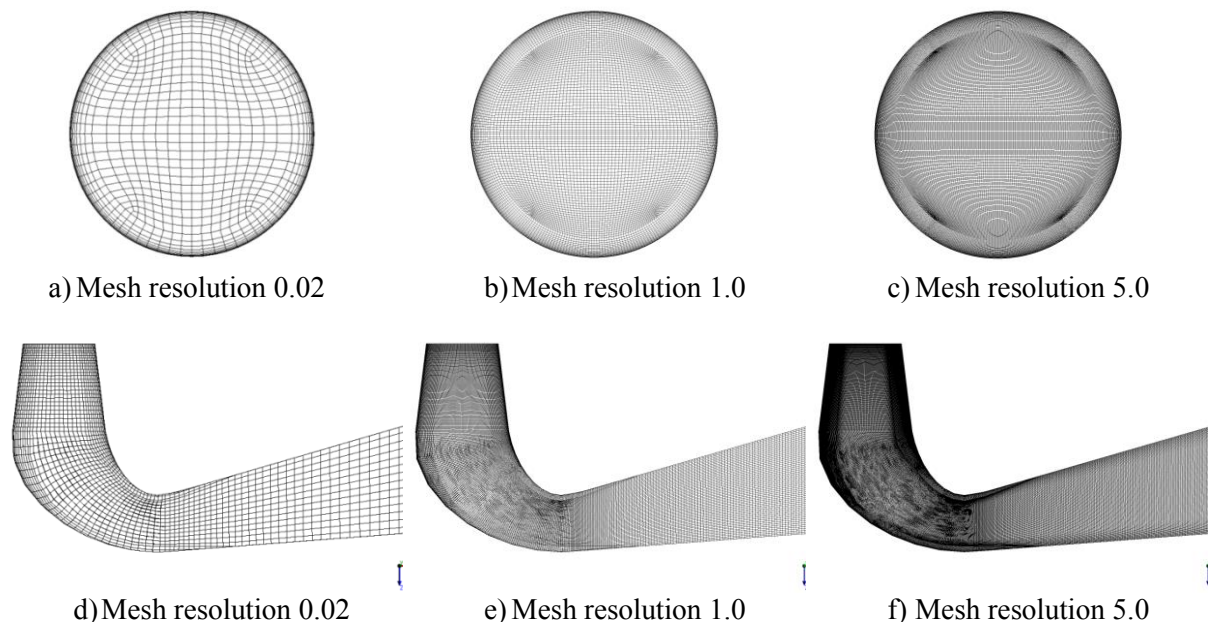 a) Mesh resolution 0.02
b) Mesh resolution 1.0
c) Mesh resolution 5.0
d) Mesh resolution 0.02
e) Mesh resolution 1.0
f) Mesh resolution 5.0